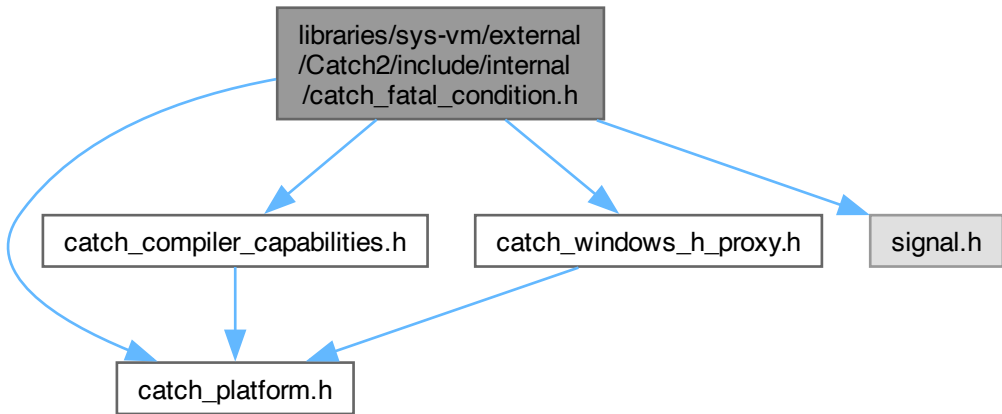 libraries/sys-vm/external
/Catch2/include/internal
/catch_fatal_condition.h
catch_compiler_capabilities.h
catch_windows_h_proxy.h
signal.h
catch_platform.h